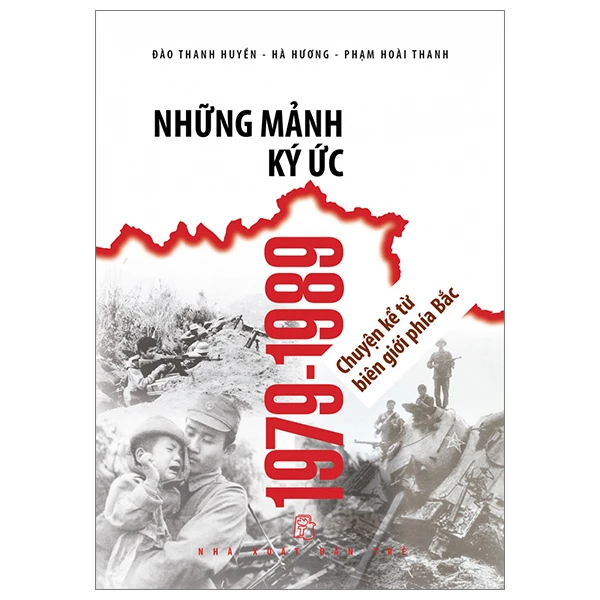 ĐÀO THANH HUYỀN - HÀ HƯƠNG - PHẠM HOÀI THANH
NHỮNG MẢNH
KÝ ỨC
1979-1989
Chuyện kể từ
biên giới phía Bắc
NHÀ XUẤT BẢN TRẺ